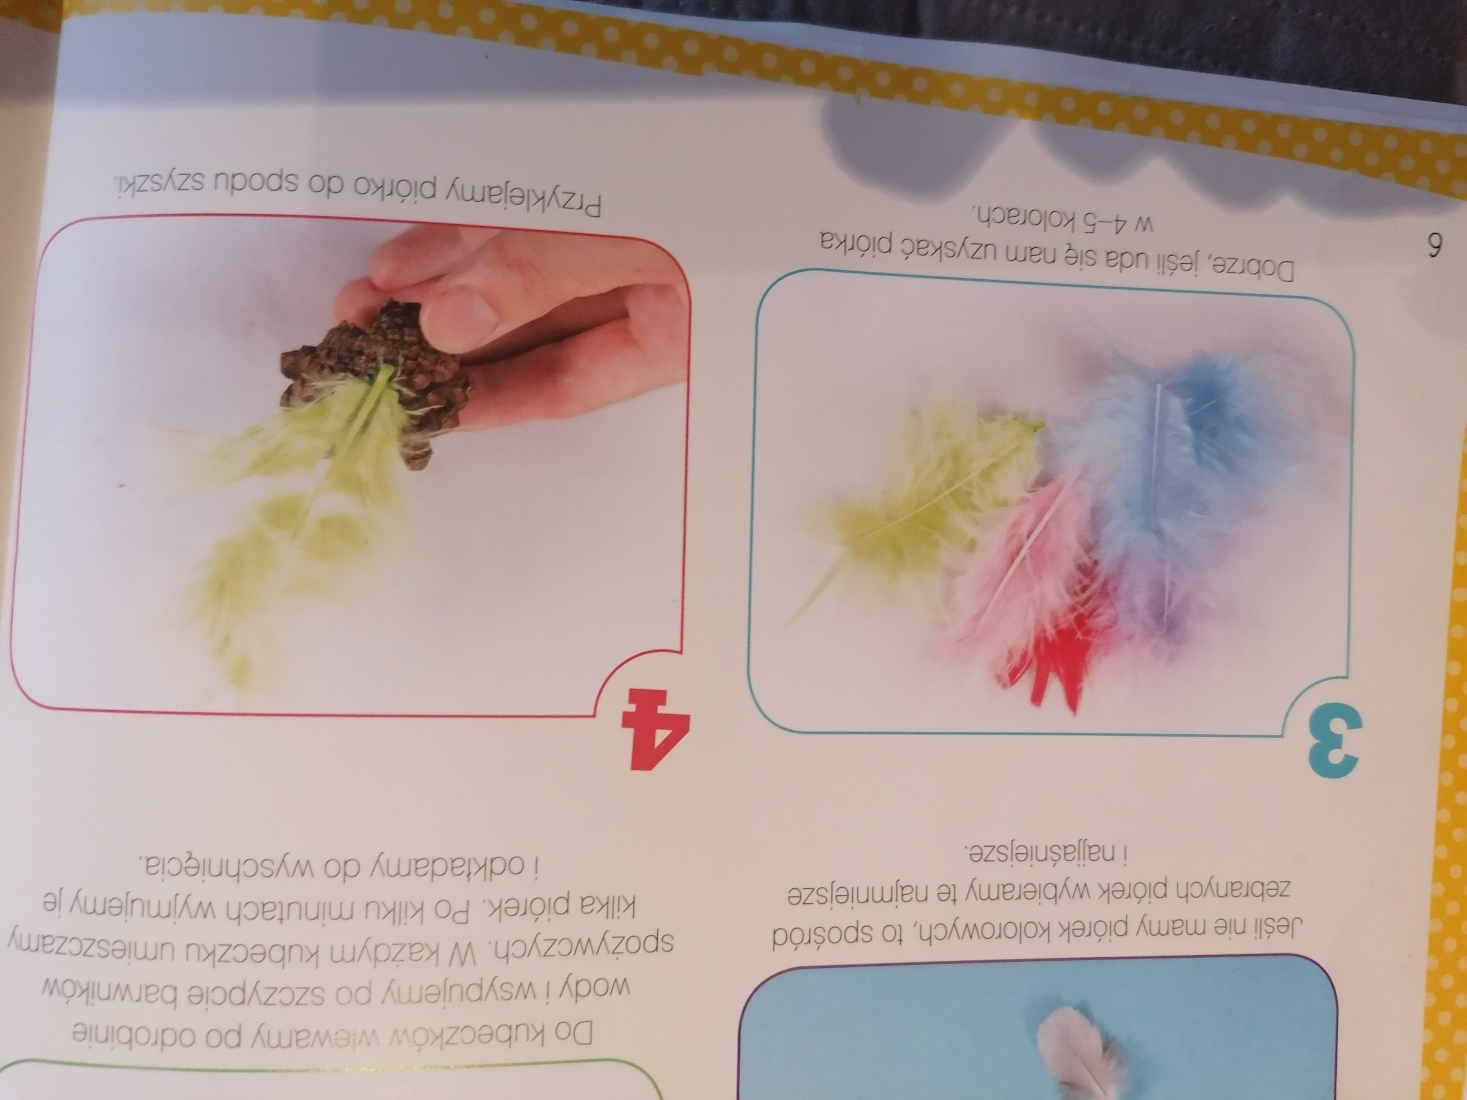 Jeśli nie mamy piórek kolorowych, to spośród
zebranych piórek wybieramy te najmniejsze
i najjaśniejsze.
Do kubeczków wlewamy po odrobinie
wody i wsypujemy po szczypcie barwników
spożywczych. W każdym kubeczku umieszczamy
kilka piórek. Po kilku minutach wyjmujemy je
i odkładamy do wyschnięcia.
3
Dobrze, jeśli uda się nam uzyskać piórka
w 4–5 kolorach.
4
Przyklejamy piórko do spodu szyszki.
6